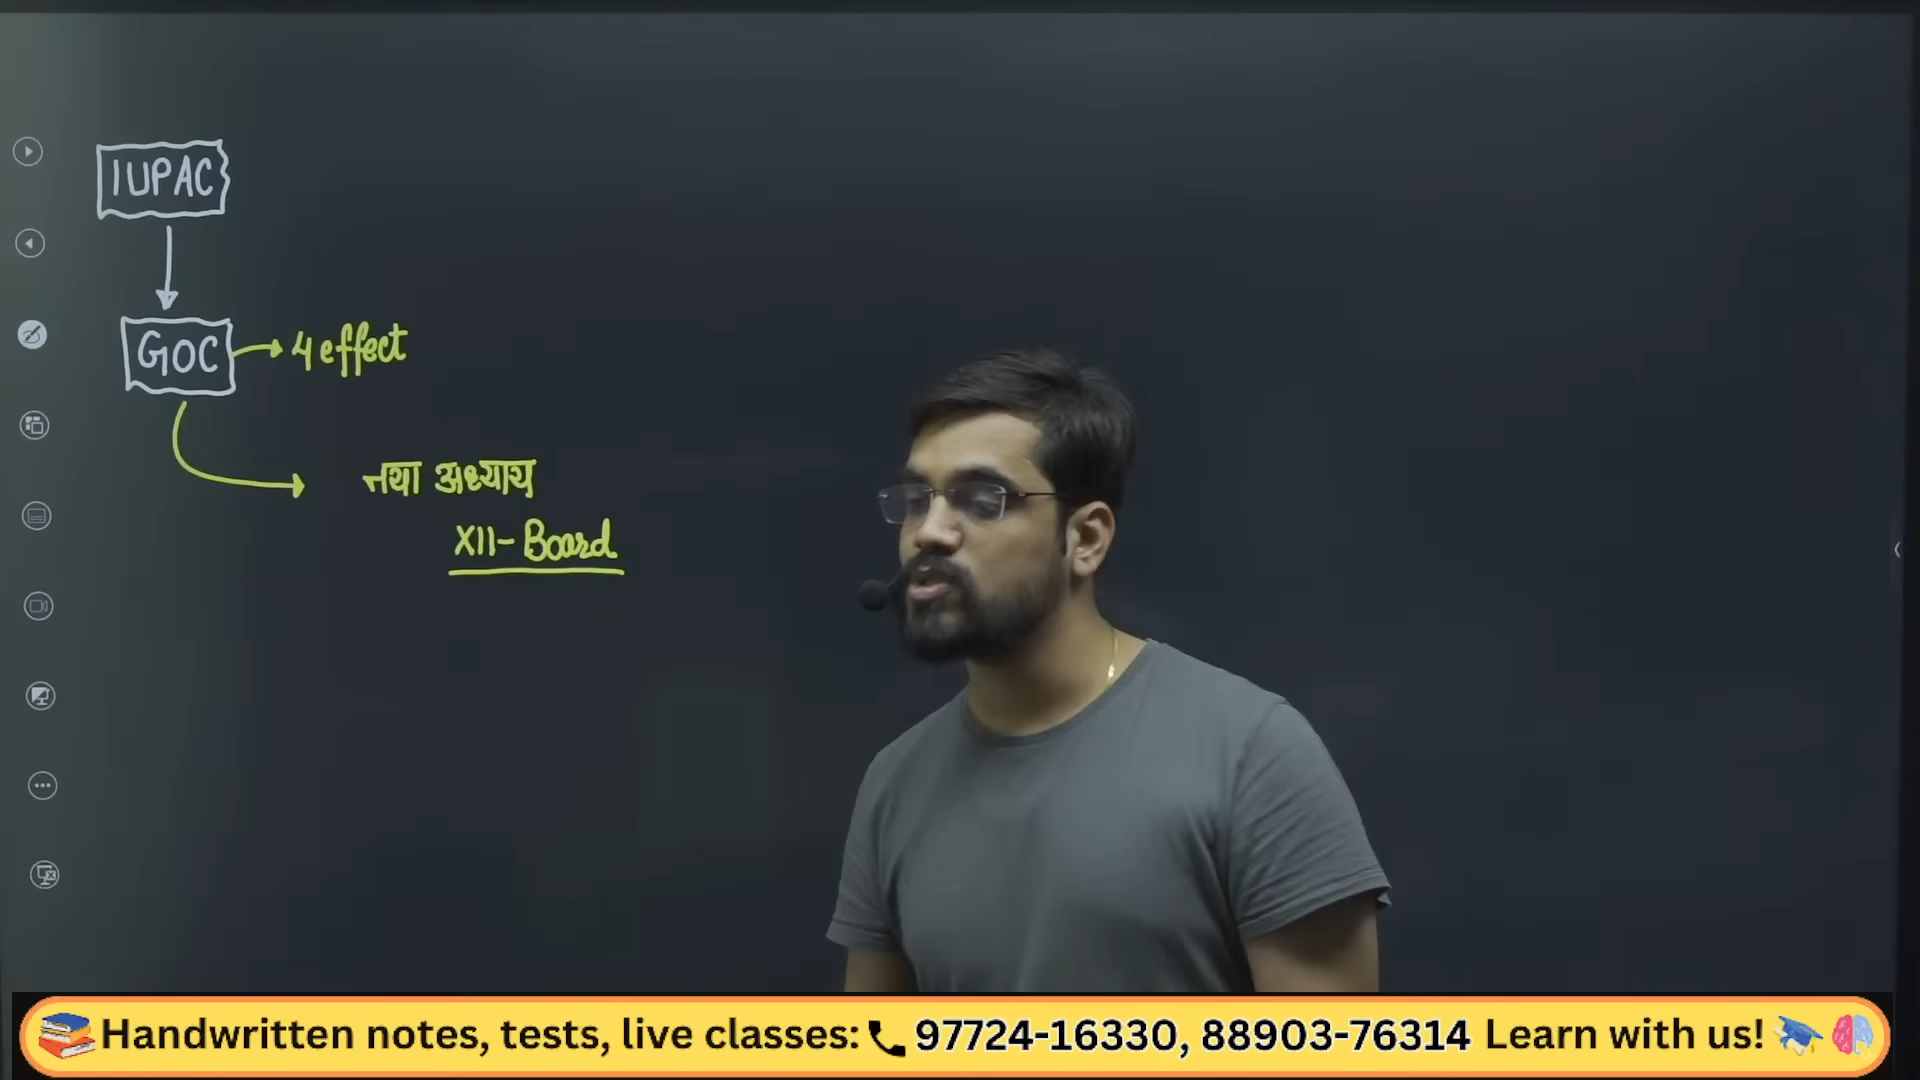 IUPAC
GOC
4 effect
नया अध्याय
XII-Board
Handwritten notes, tests, live classes: 97724-16330, 88903-76314 Learn with us!